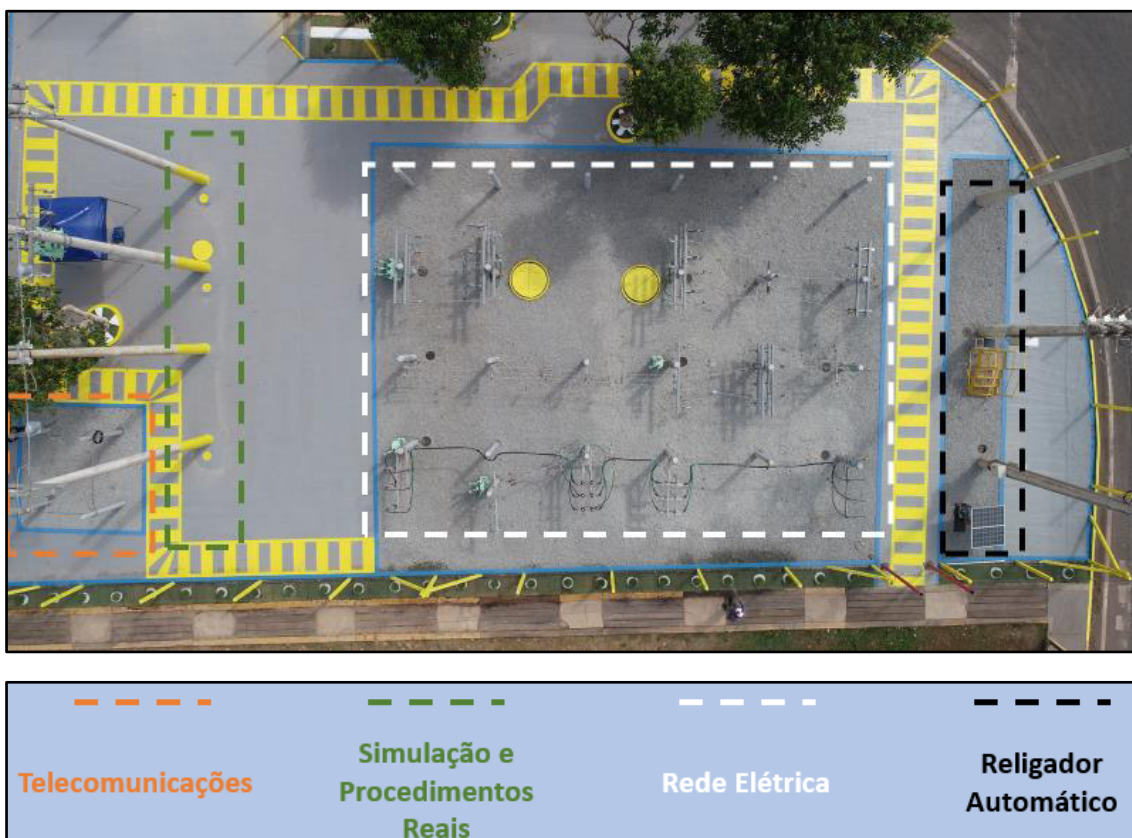 Telecomunicações
Simulação e
Procedimentos
Reais
Rede Elétrica
Religador
Automático